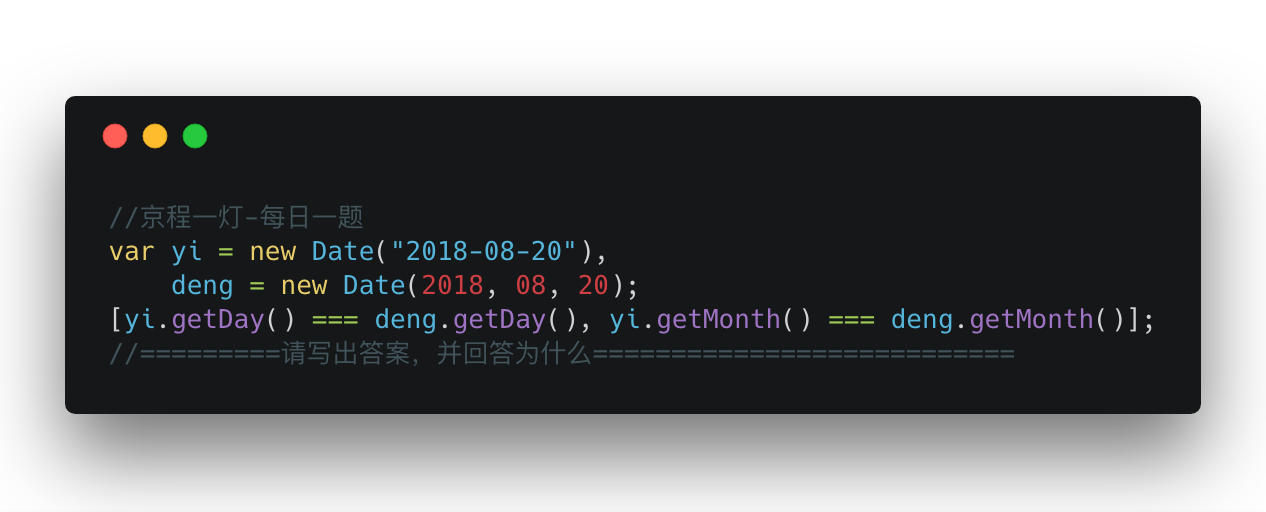 //京程一灯-每日一题
var yi = new Date("2018-08-20"),
    deng = new Date(2018, 08, 20);
[yi.getDay() === deng.getDay(), yi.getMonth() === deng.getMonth()];
//=========请写出答案, 并回答为什么===========================